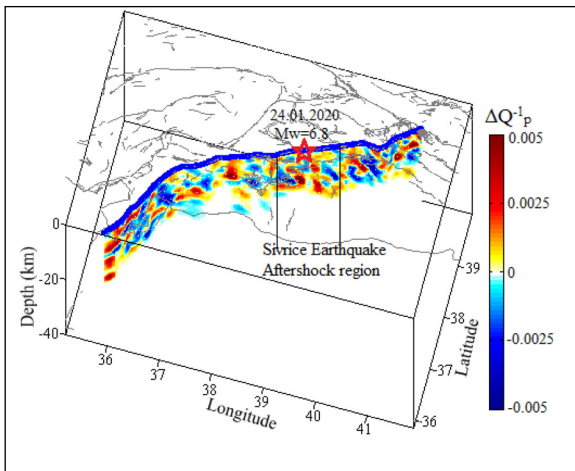 24.01.2020
Mw=6.8
ΔQ⁻¹p
0.005
0.0025
0
-0.0025
-0.005
Sivrice Earthquake
Aftershock region
0
-20
-40
Depth (km)
36
37
38
39
40
41
Longitude
36
37
38
39
Latitude